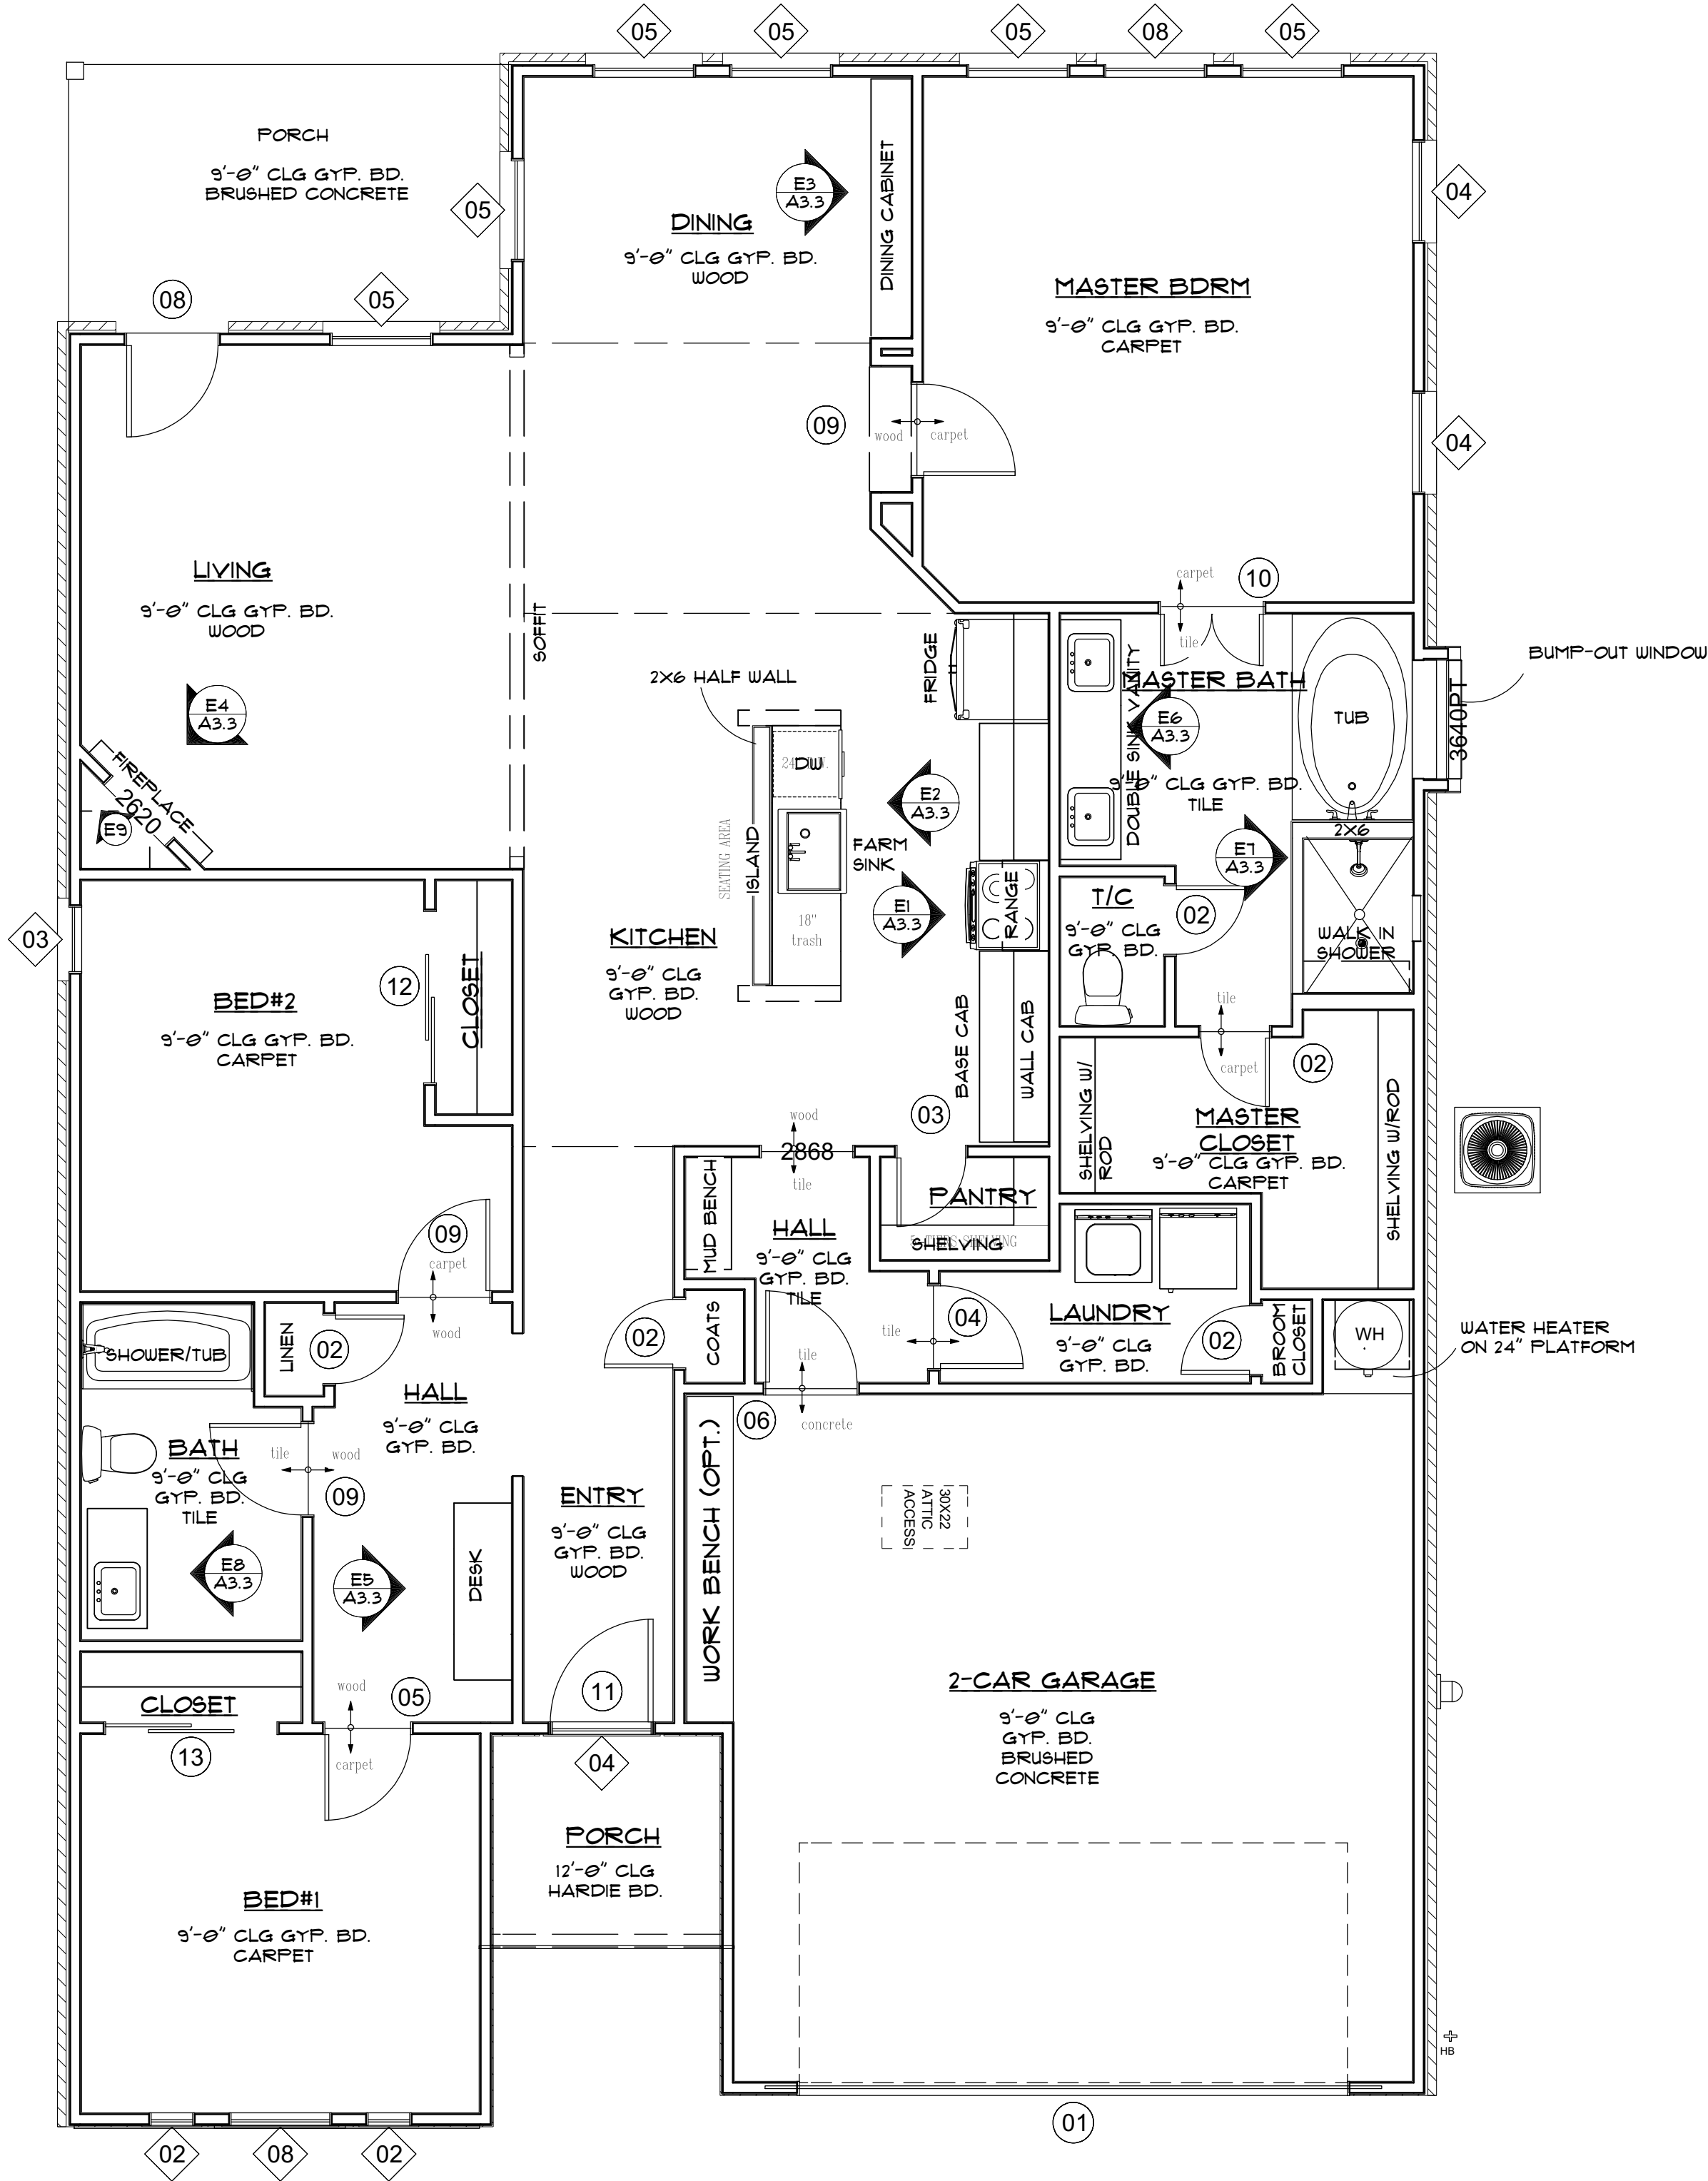 05
05
05
08
05
PORCH
9'-0" CLG GYP. BD.
BRUSHED CONCRETE
DINING CABINET
E3
A3.3
04
05
DINING
9'-0" CLG GYP. BD.
WOOD
MASTER BDRM
9'-0" CLG GYP. BD.
CARPET
08
05
09
wood
carpet
04
LIVING
9'-0" CLG GYP. BD.
WOOD
SOFFIT
carpet
10
tile
2X6 HALF WALL
FRIDGE
DOUBLE SINK VANITY
MASTER BATH
9'-0" CLG GYP. BD.
TILE
BUMP-OUT WINDOW
3640PT
TUB
E4
A3.3
E6
A3.3
FIREPLACE
2620
E9
DW
E2
A3.3
SEATING AREA
ISLAND
FARM
SINK
2X6
E7
A3.3
RANGE
E1
A3.3
18"
trash
T/C
9'-0" CLG
GYP. BD.
02
WALK IN
SHOWER
03
KITCHEN
9'-0" CLG
GYP. BD.
WOOD
12
CLOSET
BED#2
9'-0" CLG GYP. BD.
CARPET
BASE CAB
WALL CAB
tile
carpet
02
SHELVING W/
ROD
MASTER
CLOSET
9'-0" CLG GYP. BD.
CARPET
SHELVING W/ROD
03
wood
2868
tile
MUD BENCH
PANTRY
SHELVING
HALL
9'-0" CLG
GYP. BD.
TILE
09
carpet
wood
COATS
02
04
tile
LAUNDRY
9'-0" CLG
GYP. BD.
02
BROOM
CLOSET
WH
WATER HEATER
ON 24" PLATFORM
SHOWER/TUB
LINEN
02
HALL
9'-0" CLG
GYP. BD.
tile
concrete
06
BATH
9'-0" CLG
GYP. BD.
TILE
tile
wood
09
WORK BENCH (OPT.)
30X22
ATTIC
ACCESS
ENTRY
9'-0" CLG
GYP. BD.
WOOD
E8
A3.3
E5
A3.3
DESK
2-CAR GARAGE
9'-0" CLG
GYP. BD.
BRUSHED
CONCRETE
CLOSET
13
wood
05
carpet
11
04
PORCH
12'-0" CLG
HARDIE BD.
BED#1
9'-0" CLG GYP. BD.
CARPET
HB
01
02
08
02